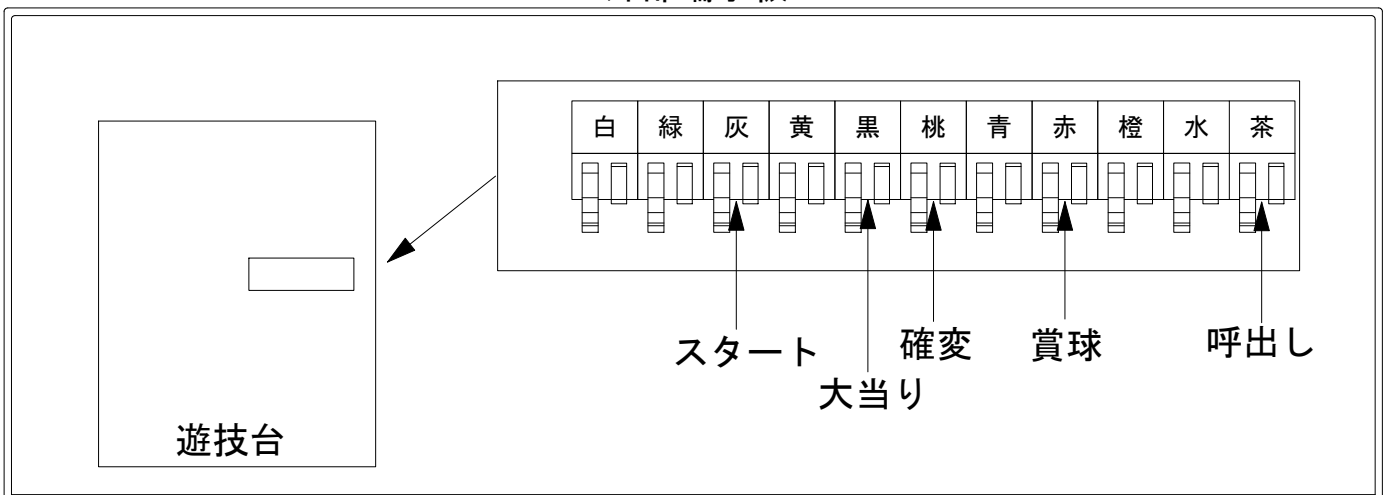 白 緑 灰 黄 黒 桃 青 赤 橙 水 茶
スタート
大当り
確変
賞球
呼出し
遊技台